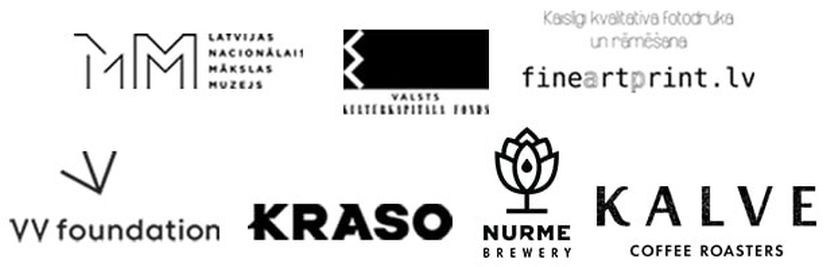 LATVIJAS
NACIONĀLAIS
MĀKSLAS
MUZEJS
VALSTS
KULTŪRKAPITĀLA FONDS
Kaislīgi kvalitatīva fotodruka
un rāmēšana
fineartprint.lv
VV foundation
KRASO
NURME
BREWERY
KALVE
COFFEE ROASTERS